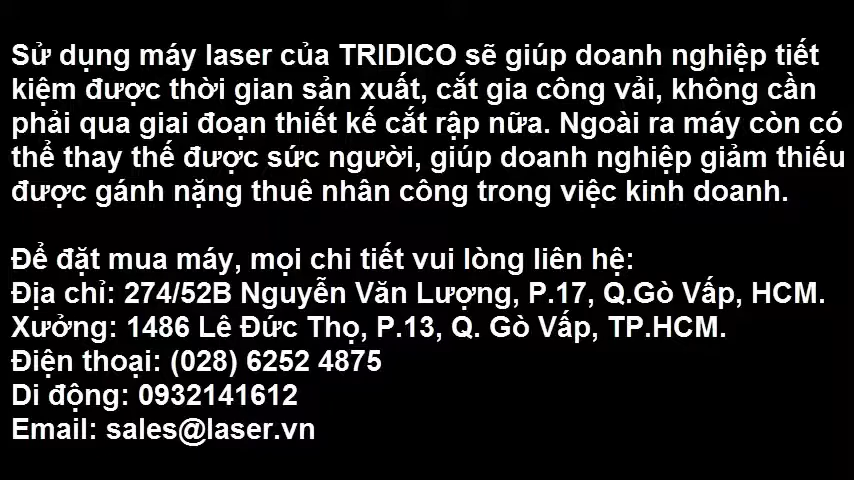 Sử dụng máy laser của TRIDICO sẽ giúp doanh nghiệp tiết
kiệm được thời gian sản xuất, cắt gia công vải, không cần
phải qua giai đoạn thiết kế cắt rập nữa. Ngoài ra máy còn có
thể thay thế được sức người, giúp doanh nghiệp giảm thiếu
được gánh nặng thuê nhân công trong việc kinh doanh.
Để đặt mua máy, mọi chi tiết vui lòng liên hệ:
Địa chỉ: 274/52B Nguyễn Văn Lượng, P.17, Q.Gò Vấp, HCM.
Xưởng: 1486 Lê Đức Thọ, P.13, Q. Gò Vấp, TP.HCM.
Điện thoại: (028) 6252 4875
Di động: 0932141612
Email: sales@laser.vn